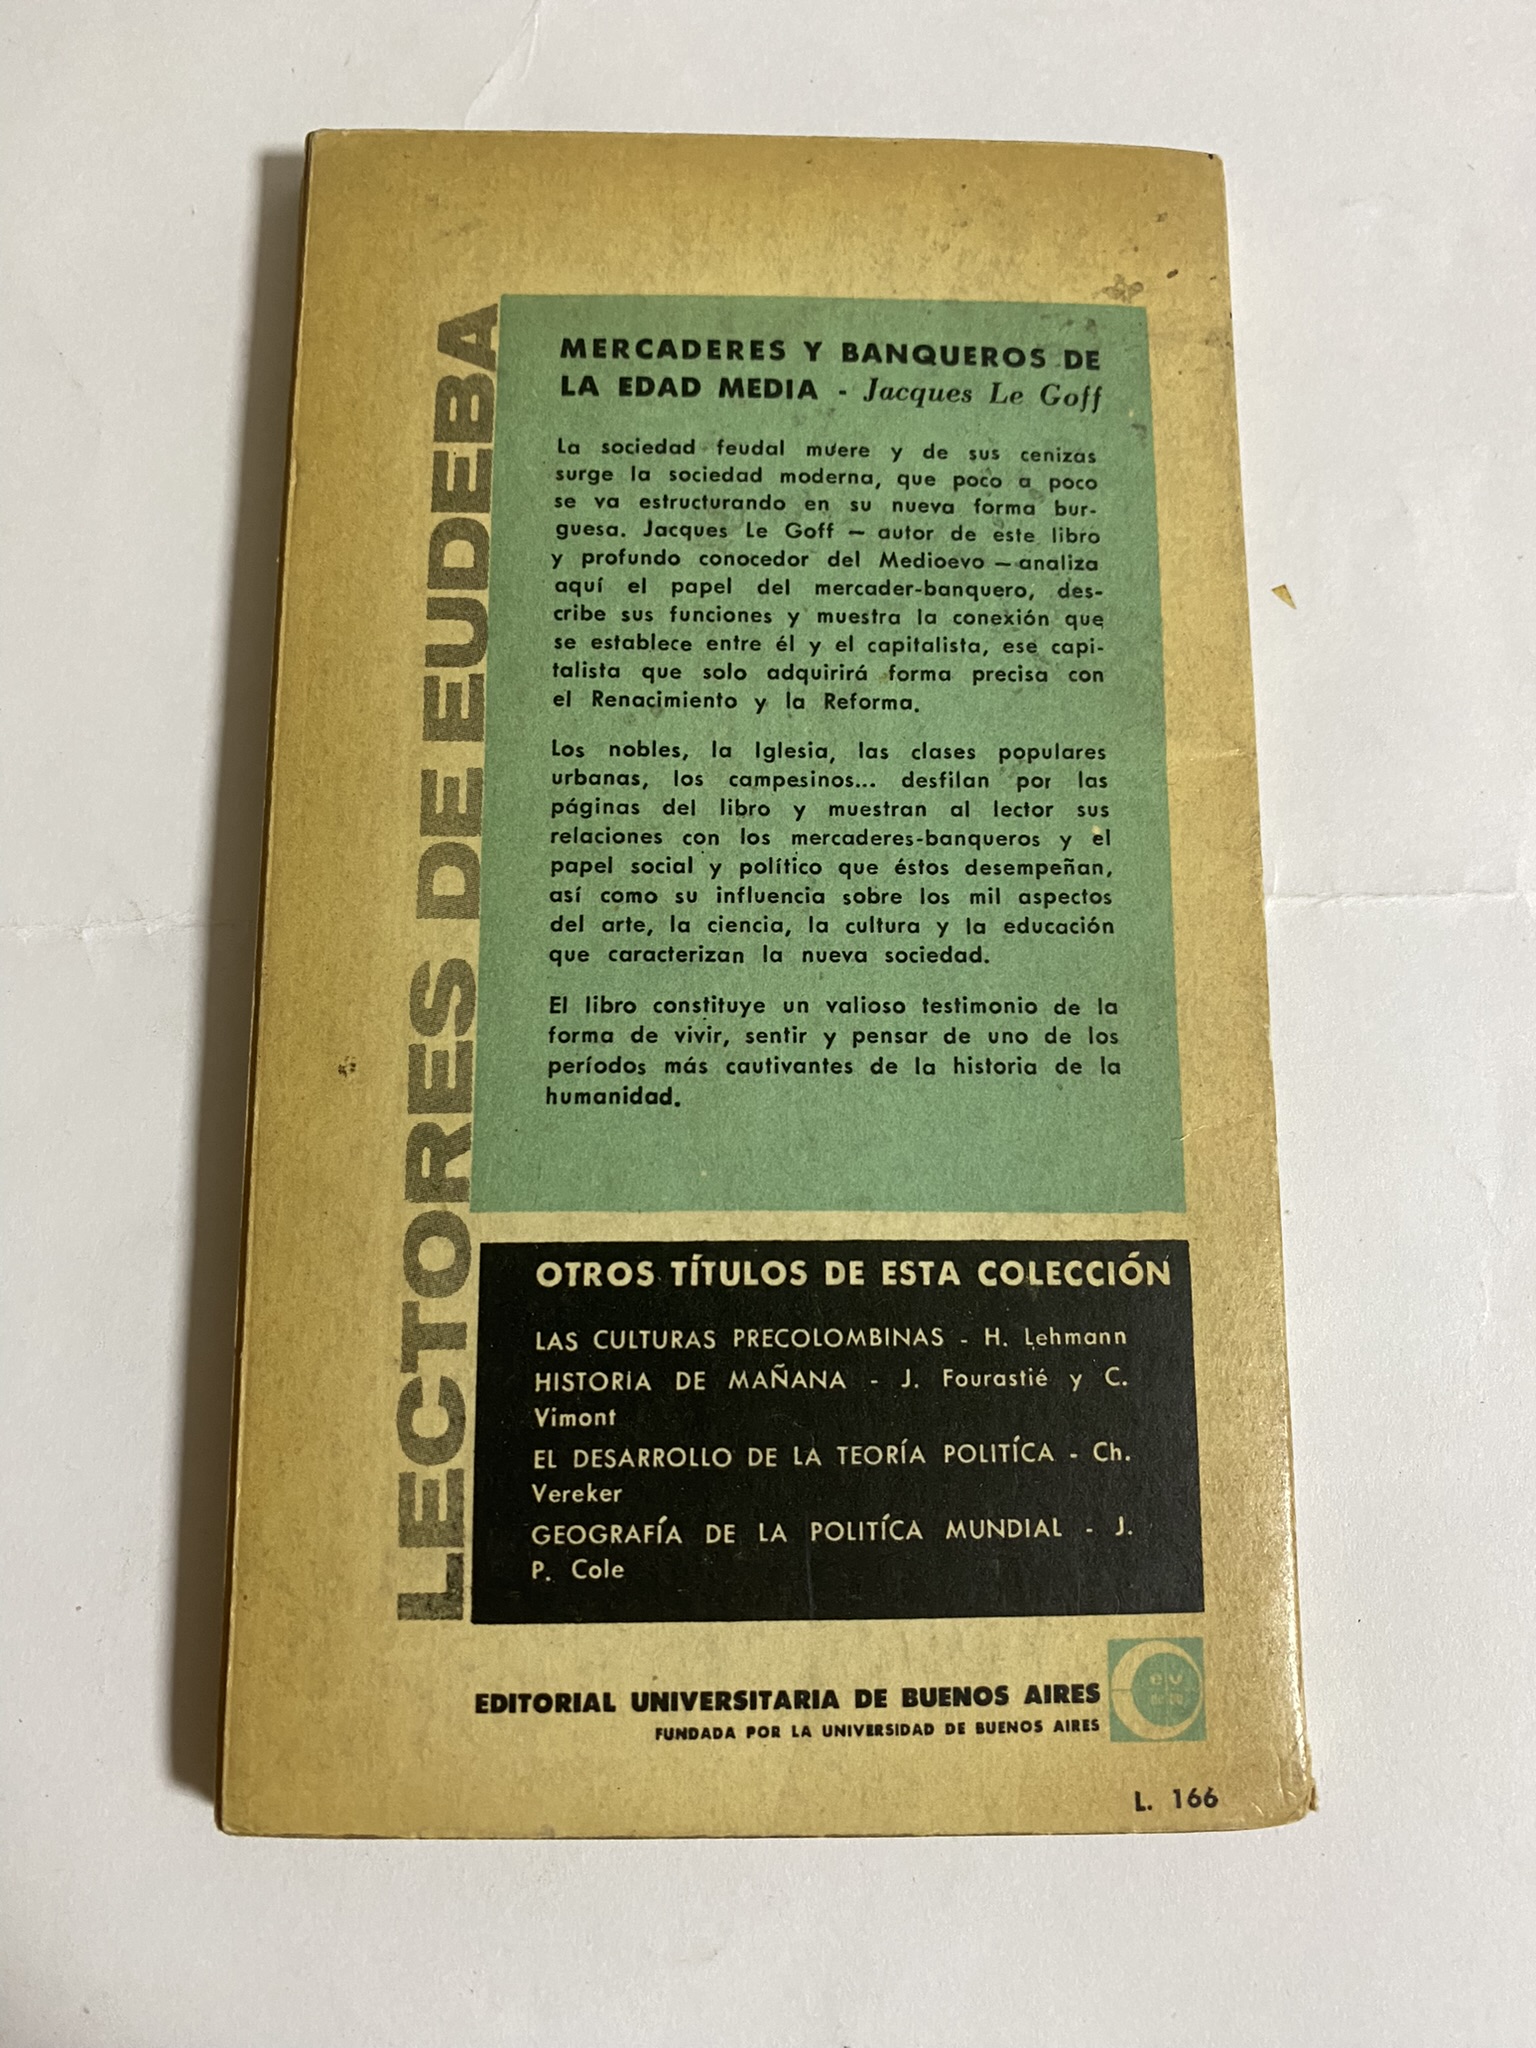 LECTORES DE EUDEBA
MERCADERES Y BANQUEROS DE
LA EDAD MEDIA - Jacques Le Goff
La sociedad feudal muere y de sus cenizas
surge la sociedad moderna, que poco a poco
se va estructurando en su nueva forma bur-
guesa. Jacques Le Goff — autor de este libro
y profundo conocedor del Medioevo — analiza
aquí el papel del mercader-banquero, des-
cribe sus funciones y muestra la conexión que
se establece entre él y el capitalista, ese capi-
talista que solo adquirirá forma precisa con
el Renacimiento y la Reforma.
Los nobles, la Iglesia, las clases populares
urbanas, los campesinos... desfilan por las
páginas del libro y muestran al lector sus
relaciones con los mercaderes-banqueros y el
papel social y político que éstos desempeñan,
así como su influencia sobre los mil aspectos
del arte, la ciencia, la cultura y la educación
que caracterizan la nueva sociedad.
El libro constituye un valioso testimonio de la
forma de vivir, sentir y pensar de uno de los
períodos más cautivantes de la historia de la
humanidad.
OTROS TÍTULOS DE ESTA COLECCIÓN
LAS CULTURAS PRECOLOMBINAS - H. Lehmann
HISTORIA DE MAÑANA - J. Fourastié y C.
Vimont
EL DESARROLLO DE LA TEORÍA POLITÍCA - Ch.
Vereker
GEOGRAFÍA DE LA POLITÍCA MUNDIAL - J.
P. Cole
EDITORIAL UNIVERSITARIA DE BUENOS AIRES
FUNDADA POR LA UNIVERSIDAD DE BUENOS AIRES
L. 166